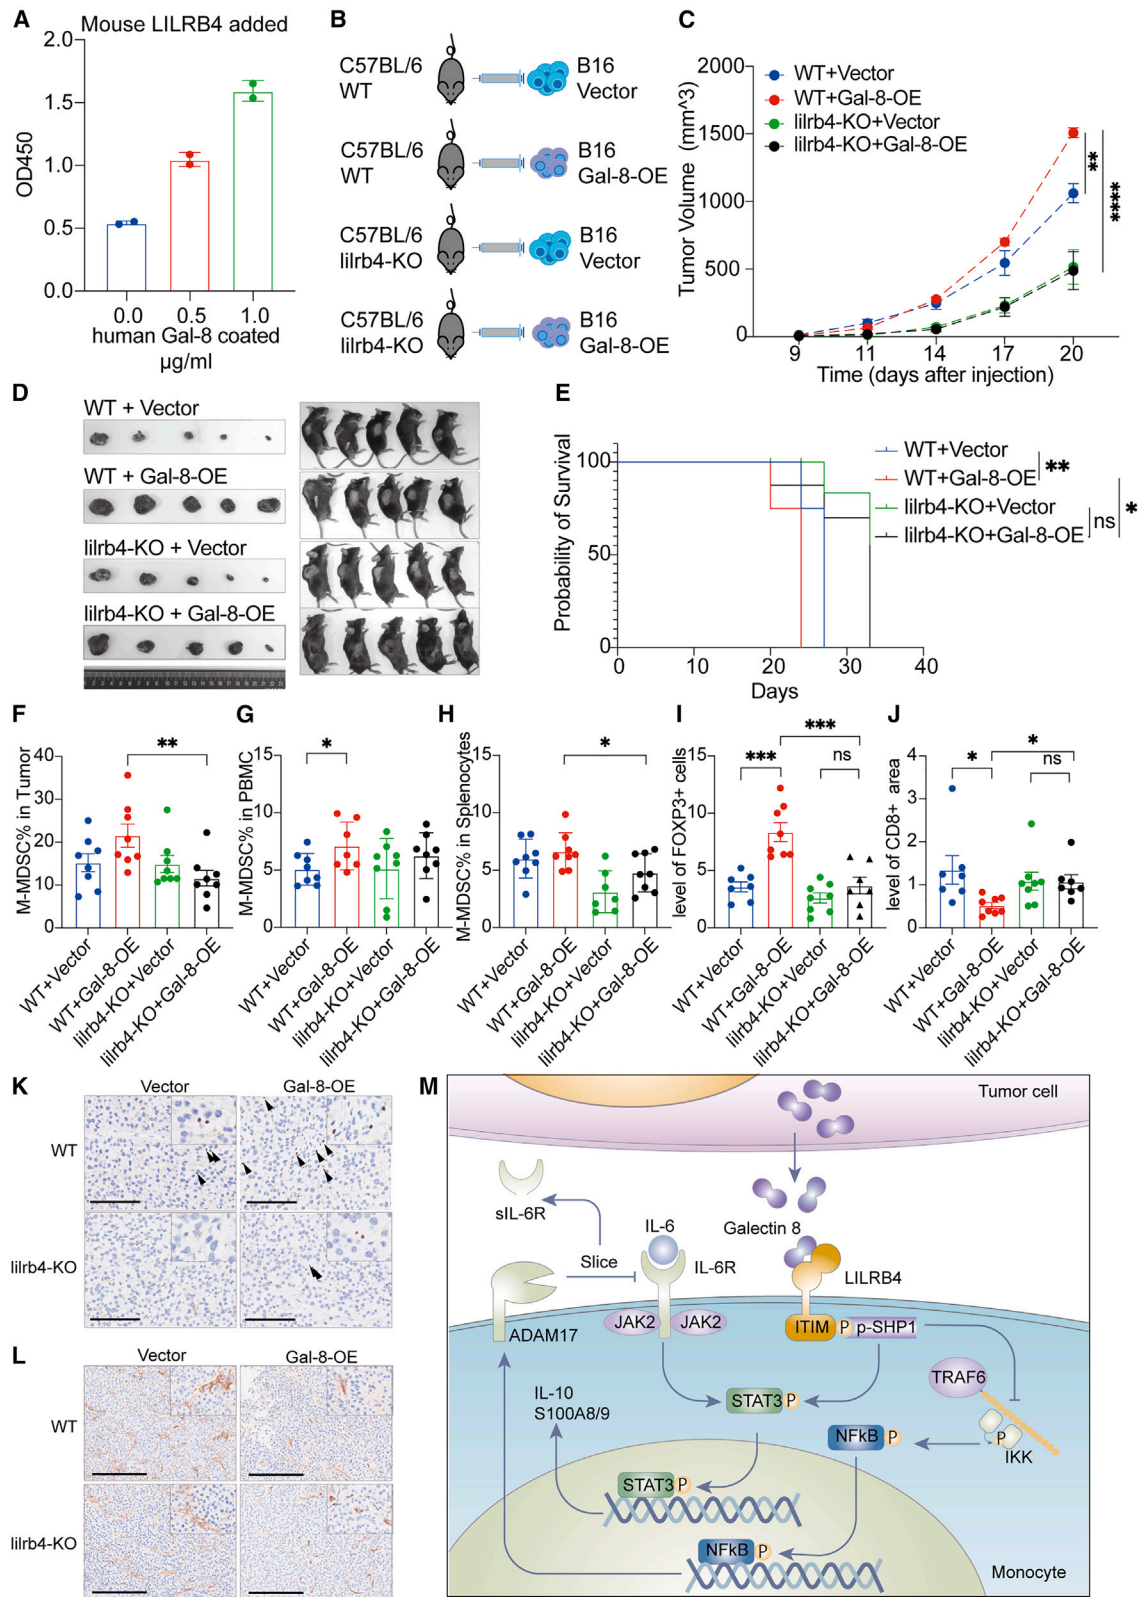 A
Mouse LILRB4 added
OD450
2.0
1.5
1.0
0.5
0.0
0.0
0.5
1.0
human Gal-8 coated
µg/ml
B
C57BL/6
WT
B16
Vector
C57BL/6
WT
B16
Gal-8-OE
C57BL/6
lilrb4-KO
B16
Vector
C57BL/6
lilrb4-KO
B16
Gal-8-OE
C
Tumor Volume (mm^3)
2000
1500
1000
500
0
WT+Vector
WT+Gal-8-OE
lilrb4-KO+Vector
lilrb4-KO+Gal-8-OE
**
****
9
11
14
17
20
Time (days after injection)
D
WT + Vector
WT + Gal-8-OE
lilrb4-KO + Vector
lilrb4-KO + Gal-8-OE
E
Probability of Survival
100
50
0
0
10
20
30
40
Days
WT+Vector
WT+Gal-8-OE
lilrb4-KO+Vector
lilrb4-KO+Gal-8-OE
**
ns
*
F
M-MDSC% in Tumor
40
30
20
10
0
**
WT+Vector
WT+Gal-8-OE
lilrb4-KO+Vector
lilrb4-KO+Gal-8-OE
G
M-MDSC% in PBMC
15
10
5
0
*
WT+Vector
WT+Gal-8-OE
lilrb4-KO+Vector
lilrb4-KO+Gal-8-OE
H
M-MDSC% in Splenocytes
15
10
5
0
*
WT+Vector
WT+Gal-8-OE
lilrb4-KO+Vector
lilrb4-KO+Gal-8-OE
I
level of FOXP3+ cells
15
10
5
0
***
***
ns
WT+Vector
WT+Gal-8-OE
lilrb4-KO+Vector
lilrb4-KO+Gal-8-OE
J
level of CD8+ area
4
3
2
1
0
*
*
ns
WT+Vector
WT+Gal-8-OE
lilrb4-KO+Vector
lilrb4-KO+Gal-8-OE
K
Vector
Gal-8-OE
WT
lilrb4-KO
L
Vector
Gal-8-OE
WT
lilrb4-KO
M
Tumor cell
sIL-6R
Slice
IL-6
IL-6R
Galectin 8
LILRB4
ADAM17
JAK2
JAK2
ITIM
P
p-SHP1
TRAF6
IL-10
S100A8/9
STAT3
P
NFkB
P
P
IKK
STAT3
P
NFkB
P
Monocyte